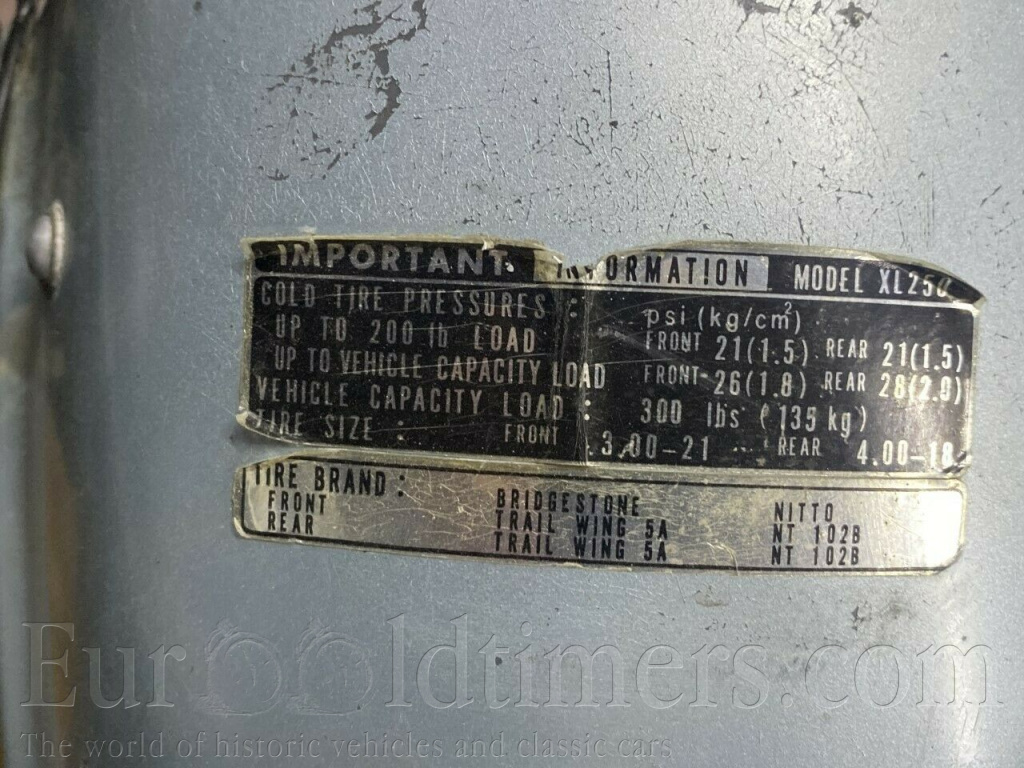 IMPORTANT INFORMATION MODEL XL250
COLD TIRE PRESSURES : psi (kg/cm²)
UP TO 200 lb LOAD FRONT 21(1.5) REAR 21(1.5)
UP TO VEHICLE CAPACITY LOAD FRONT 26(1.8) REAR 28(2.0)
VEHICLE CAPACITY LOAD : 300 lbs (135 kg)
TIRE SIZE : FRONT 3.00-21 REAR 4.00-18
TIRE BRAND : BRIDGESTONE NITTO
FRONT TRAIL WING 5A NT 102B
REAR TRAIL WING 5A NT 102B
EuroOldtimers.com
The world of historic vehicles and classic cars